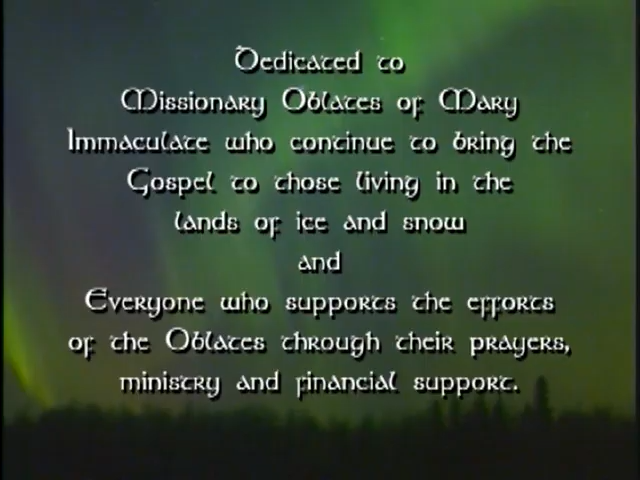 Dedicated to
Missionary Oblates of Mary
Immaculate who continue to bring the
Gospel to those living in the
lands of ice and snow
and
Everyone who supports the efforts
of the Oblates through their prayers,
ministry and financial support.